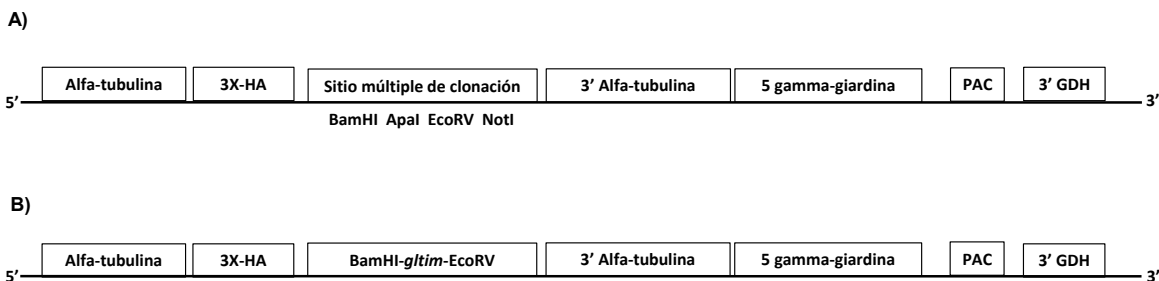 A)
Alfa-tubulina 3X-HA Sitio múltiple de clonación 3’ Alfa-tubulina 5 gamma-giardina PAC 3’ GDH
5’ 3’
BamHI ApaI EcoRV NotI
B)
Alfa-tubulina 3X-HA BamHI-gltim-EcoRV 3’ Alfa-tubulina 5 gamma-giardina PAC 3’ GDH
5’ 3’